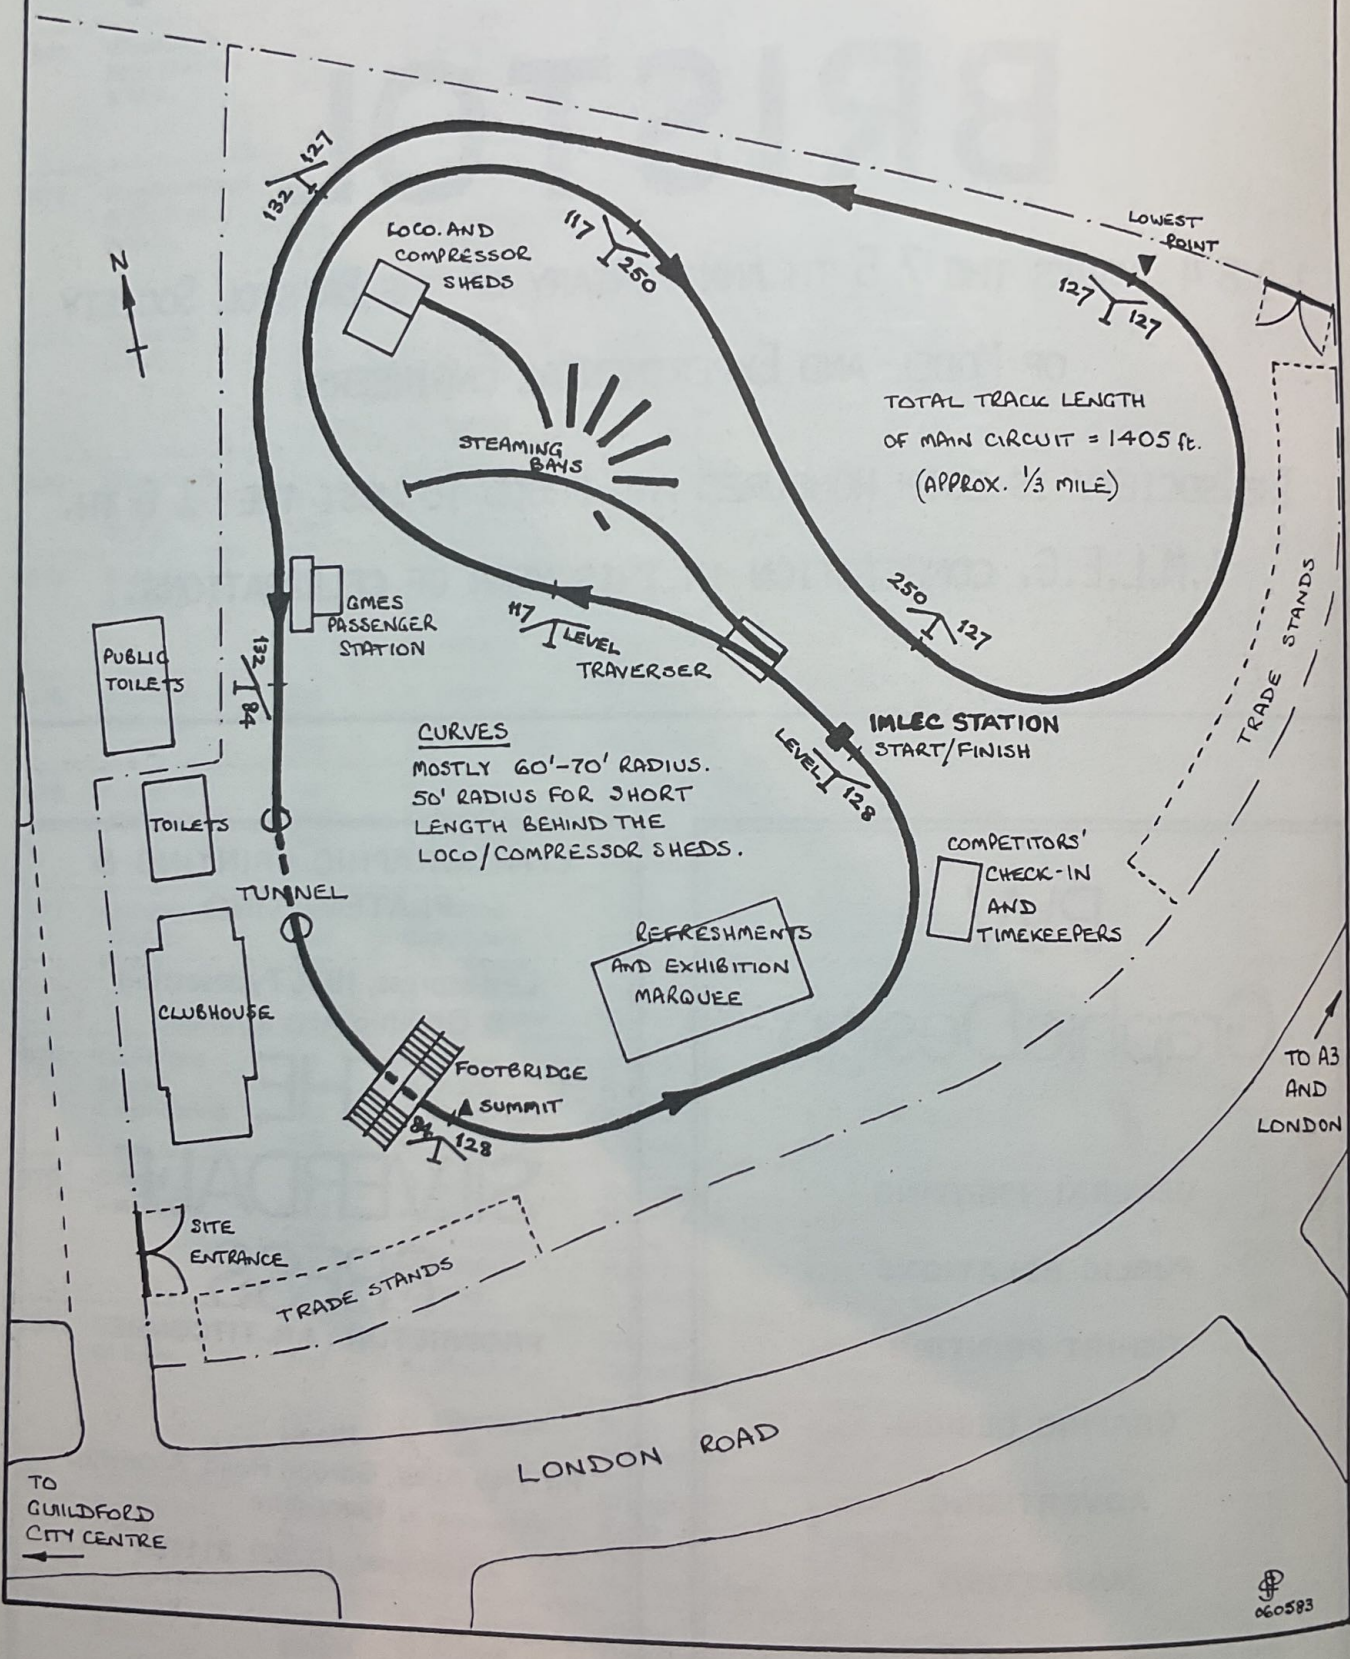 N
132
127
LOCO. AND
COMPRESSOR
SHEDS
117
250
LOWEST
POINT
127
127
TOTAL TRACK LENGTH
OF MAIN CIRCUIT = 1405 ft.
(APPROX. 1/3 MILE)
STEAMING
BAYS
GMES
PASSENGER
STATION
117
LEVEL
TRAVERSER
250
127
TRADE STANDS
PUBLIC
TOILETS
132
84
IMLEC STATION
START/FINISH
LEVEL
128
CURVES
MOSTLY 60'-70' RADIUS.
50' RADIUS FOR SHORT
LENGTH BEHIND THE
LOCO/COMPRESSOR SHEDS.
TOILETS
TUNNEL
COMPETITORS'
CHECK-IN
AND
TIMEKEEPERS
REFRESHMENTS
AND EXHIBITION
MARQUEE
CLUBHOUSE
FOOTBRIDGE
SUMMIT
84
128
TO A3
AND
LONDON
SITE
ENTRANCE
TRADE STANDS
LONDON ROAD
TO
GUILDFORD
CITY CENTRE
060583